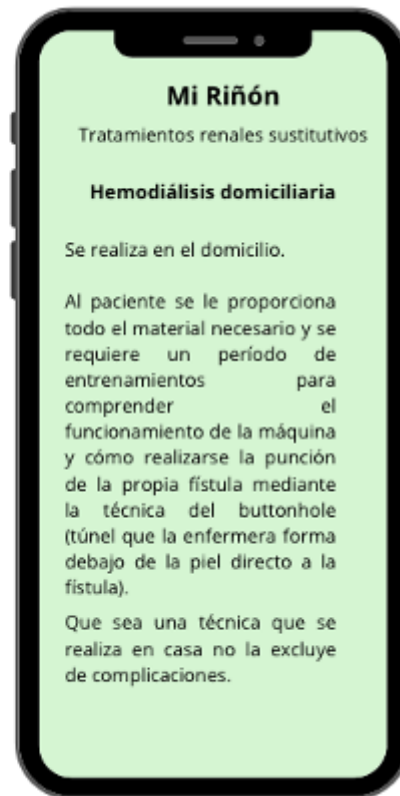 Mi Riñón
Tratamientos renales sustitutivos
Hemodiálisis domiciliaria
Se realiza en el domicilio.
Al paciente se le proporciona
todo el material necesario y se
requiere un período de
entrenamientos para
comprender el
funcionamiento de la máquina
y cómo realizarse la punción
de la propia fístula mediante
la técnica del buttonhole
(túnel que la enfermera forma
debajo de la piel directo a la
fístula).
Que sea una técnica que se
realiza en casa no la excluye
de complicaciones.